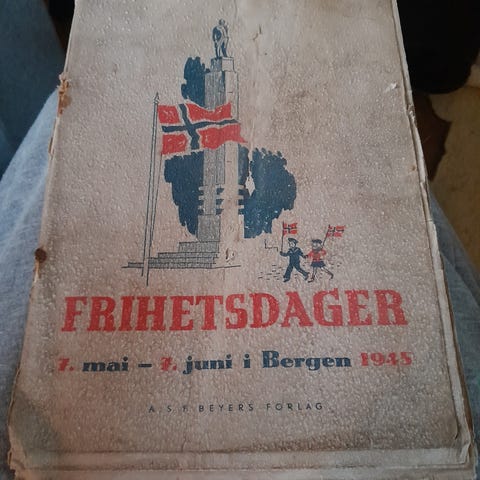 FRIHETSDAGER
7. mai – 7. juni i Bergen 1945
A. S F. BEYERS FORLAG